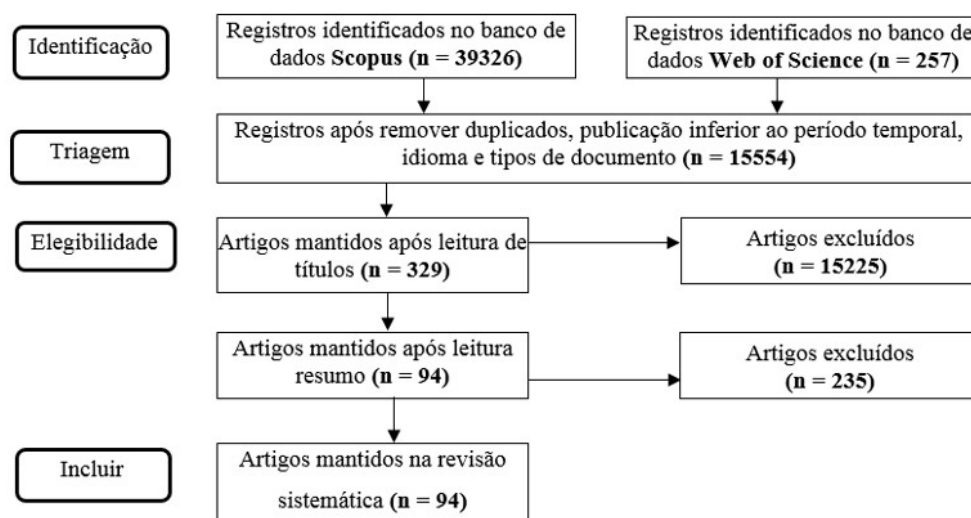 Identificação
Registros identificados no banco de
dados Scopus (n = 39326)
Registros identificados no banco de
dados Web of Science (n = 257)
Triagem
Registros após remover duplicados, publicação inferior ao período temporal,
idioma e tipos de documento (n = 15554)
Elegibilidade
Artigos mantidos após leitura de
títulos (n = 329)
Artigos excluídos
(n = 15225)
Artigos mantidos após leitura
resumo (n = 94)
Artigos excluídos
(n = 235)
Incluir
Artigos mantidos na revisão
sistemática (n = 94)